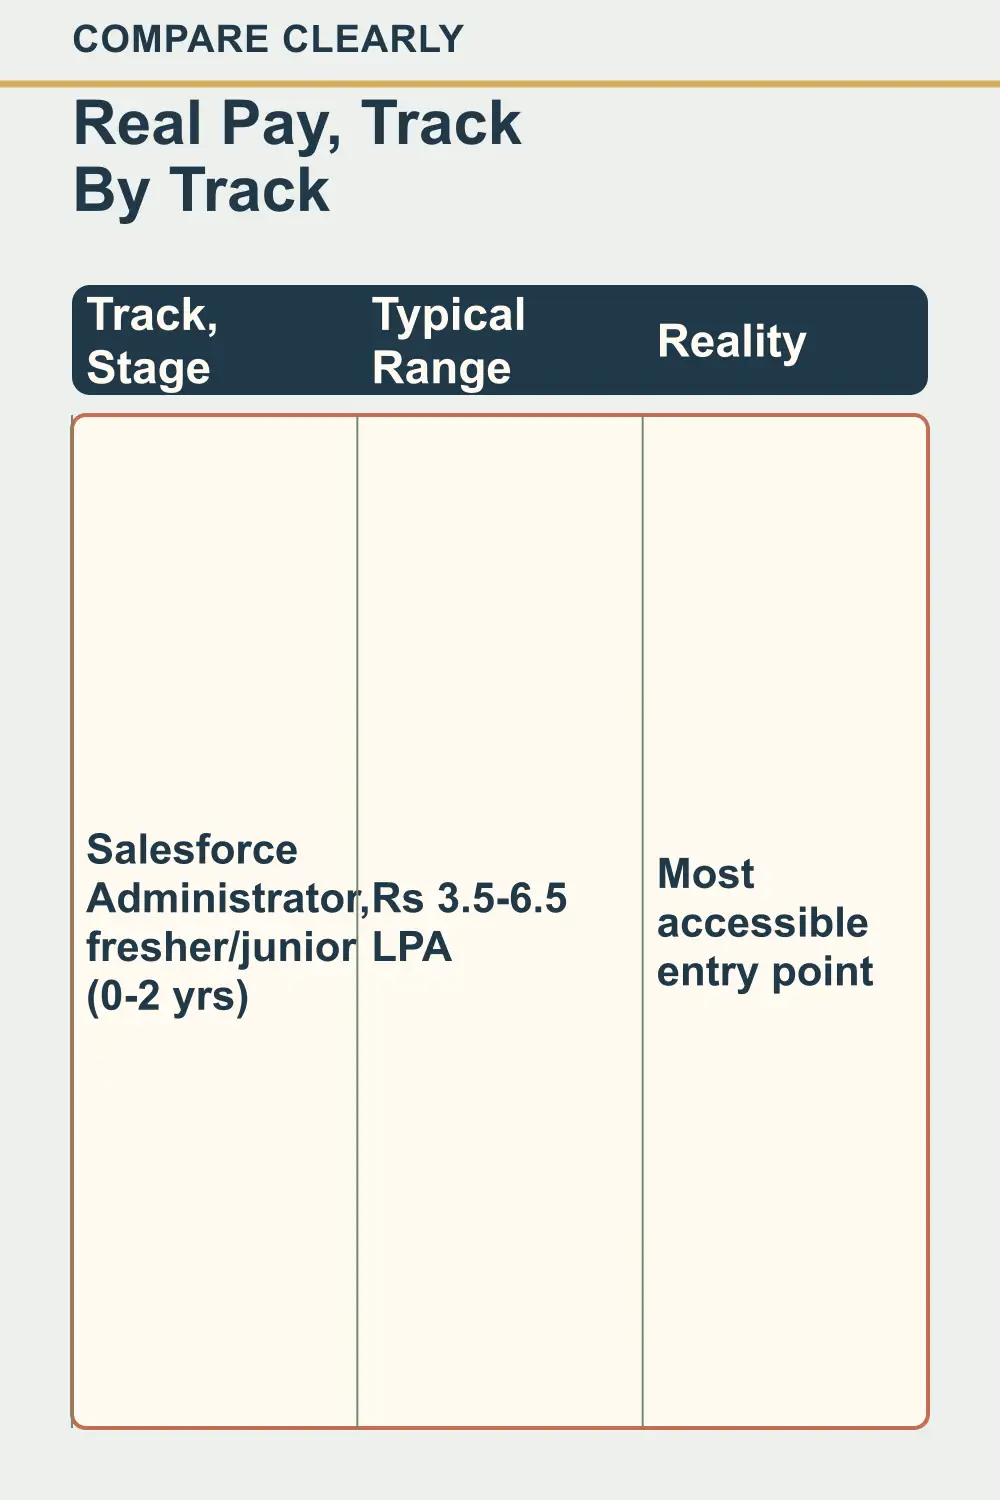 COMPARE CLEARLY
Real Pay, Track
By Track
Track,
Stage
Typical
Range
Reality
Salesforce
Administrator,
fresher/junior
(0-2 yrs)
Rs 3.5-6.5
LPA
Most
accessible
entry point